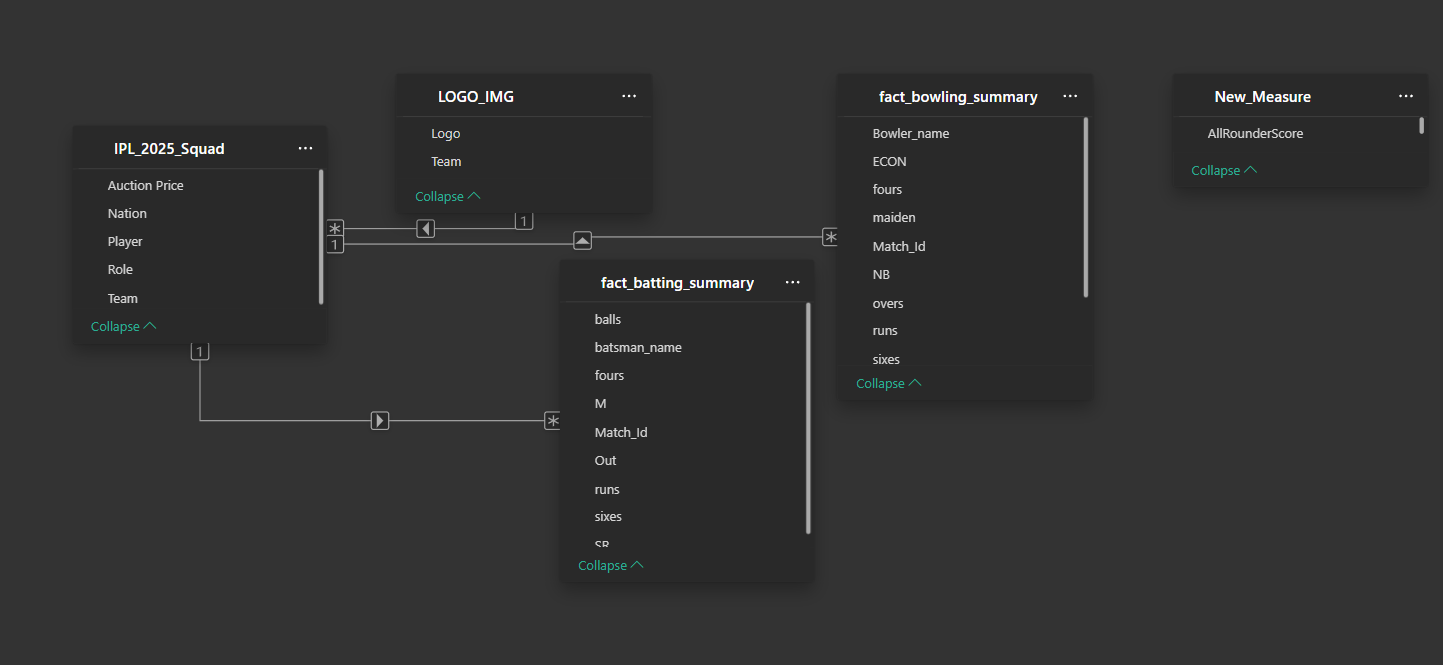 IPL_2025_Squad
Auction Price
Nation
Player
Role
Team
Collapse
LOGO_IMG
Logo
Team
Collapse
fact_batting_summary
balls
batsman_name
fours
M
Match_Id
Out
runs
sixes
SR
Collapse
fact_bowling_summary
Bowler_name
ECON
fours
maiden
Match_Id
NB
overs
runs
sixes
Collapse
New_Measure
AllRounderScore
Collapse
*
1
1
*
1
*